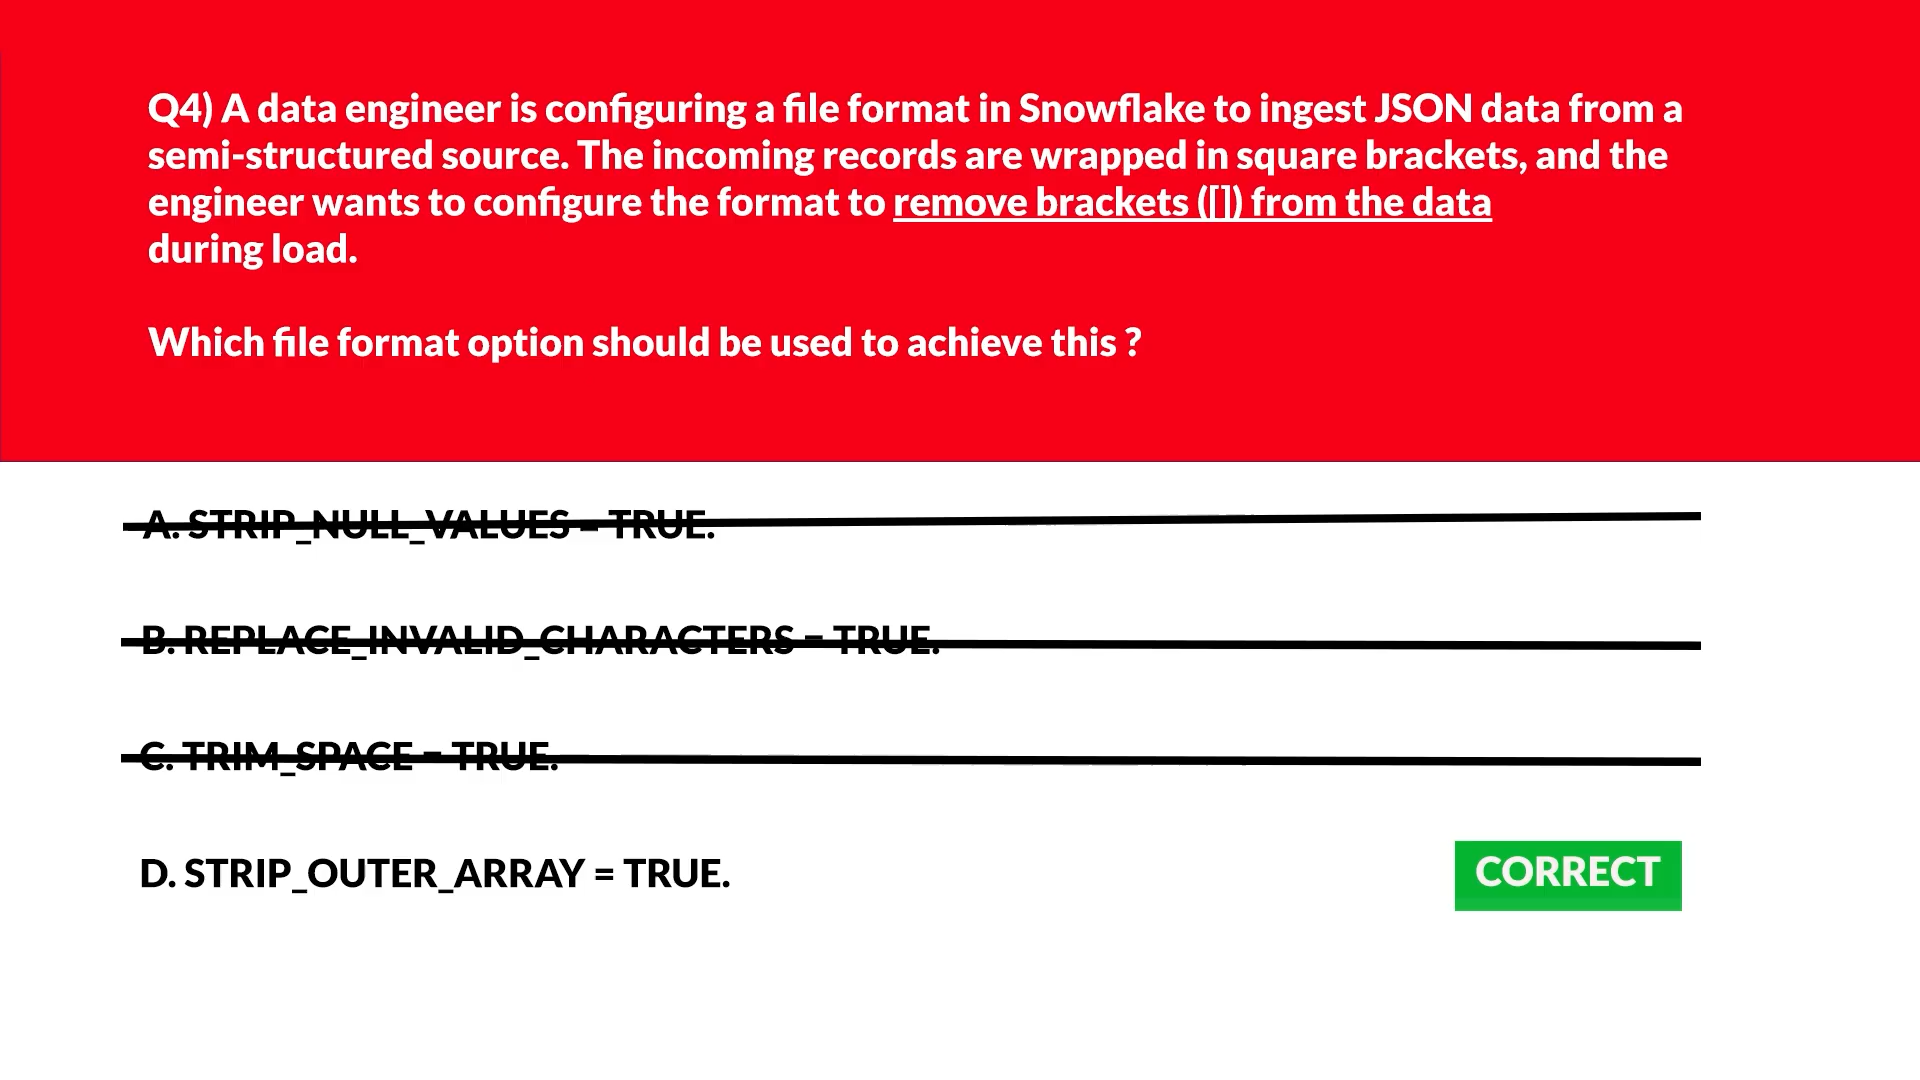 Q4) A data engineer is configuring a file format in Snowflake to ingest JSON data from a
semi-structured source. The incoming records are wrapped in square brackets, and the
engineer wants to configure the format to remove brackets ([]) from the data
during load.
Which file format option should be used to achieve this ?
A. STRIP_NULL_VALUES = TRUE.
B. REPLACE_INVALID_CHARACTERS = TRUE.
C. TRIM_SPACE = TRUE.
D. STRIP_OUTER_ARRAY = TRUE.
CORRECT